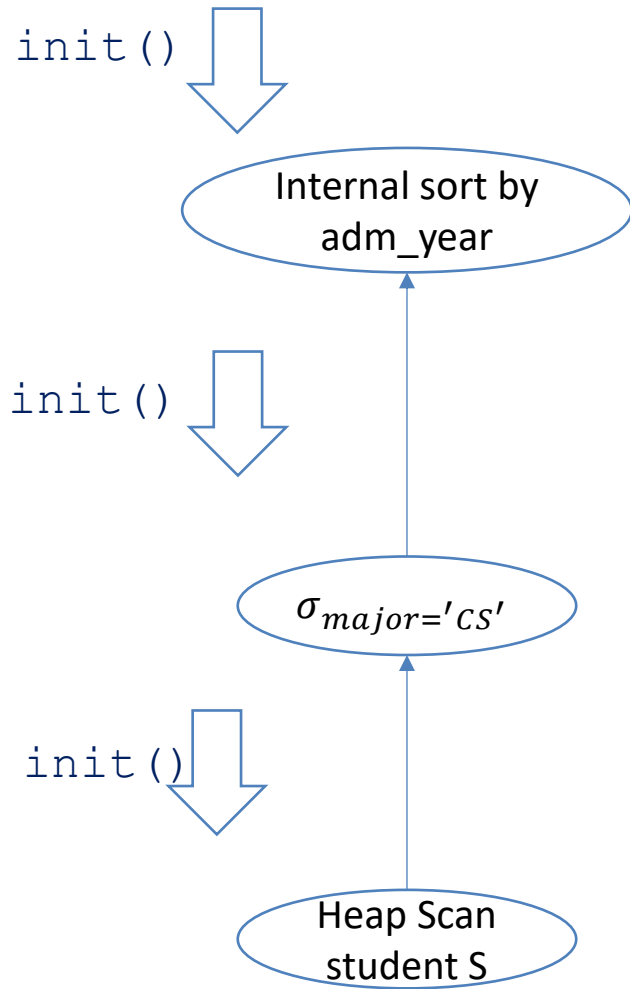 init()
Internal sort by
adm_year
init()
σmajor='CS'
init()
Heap Scan
student S